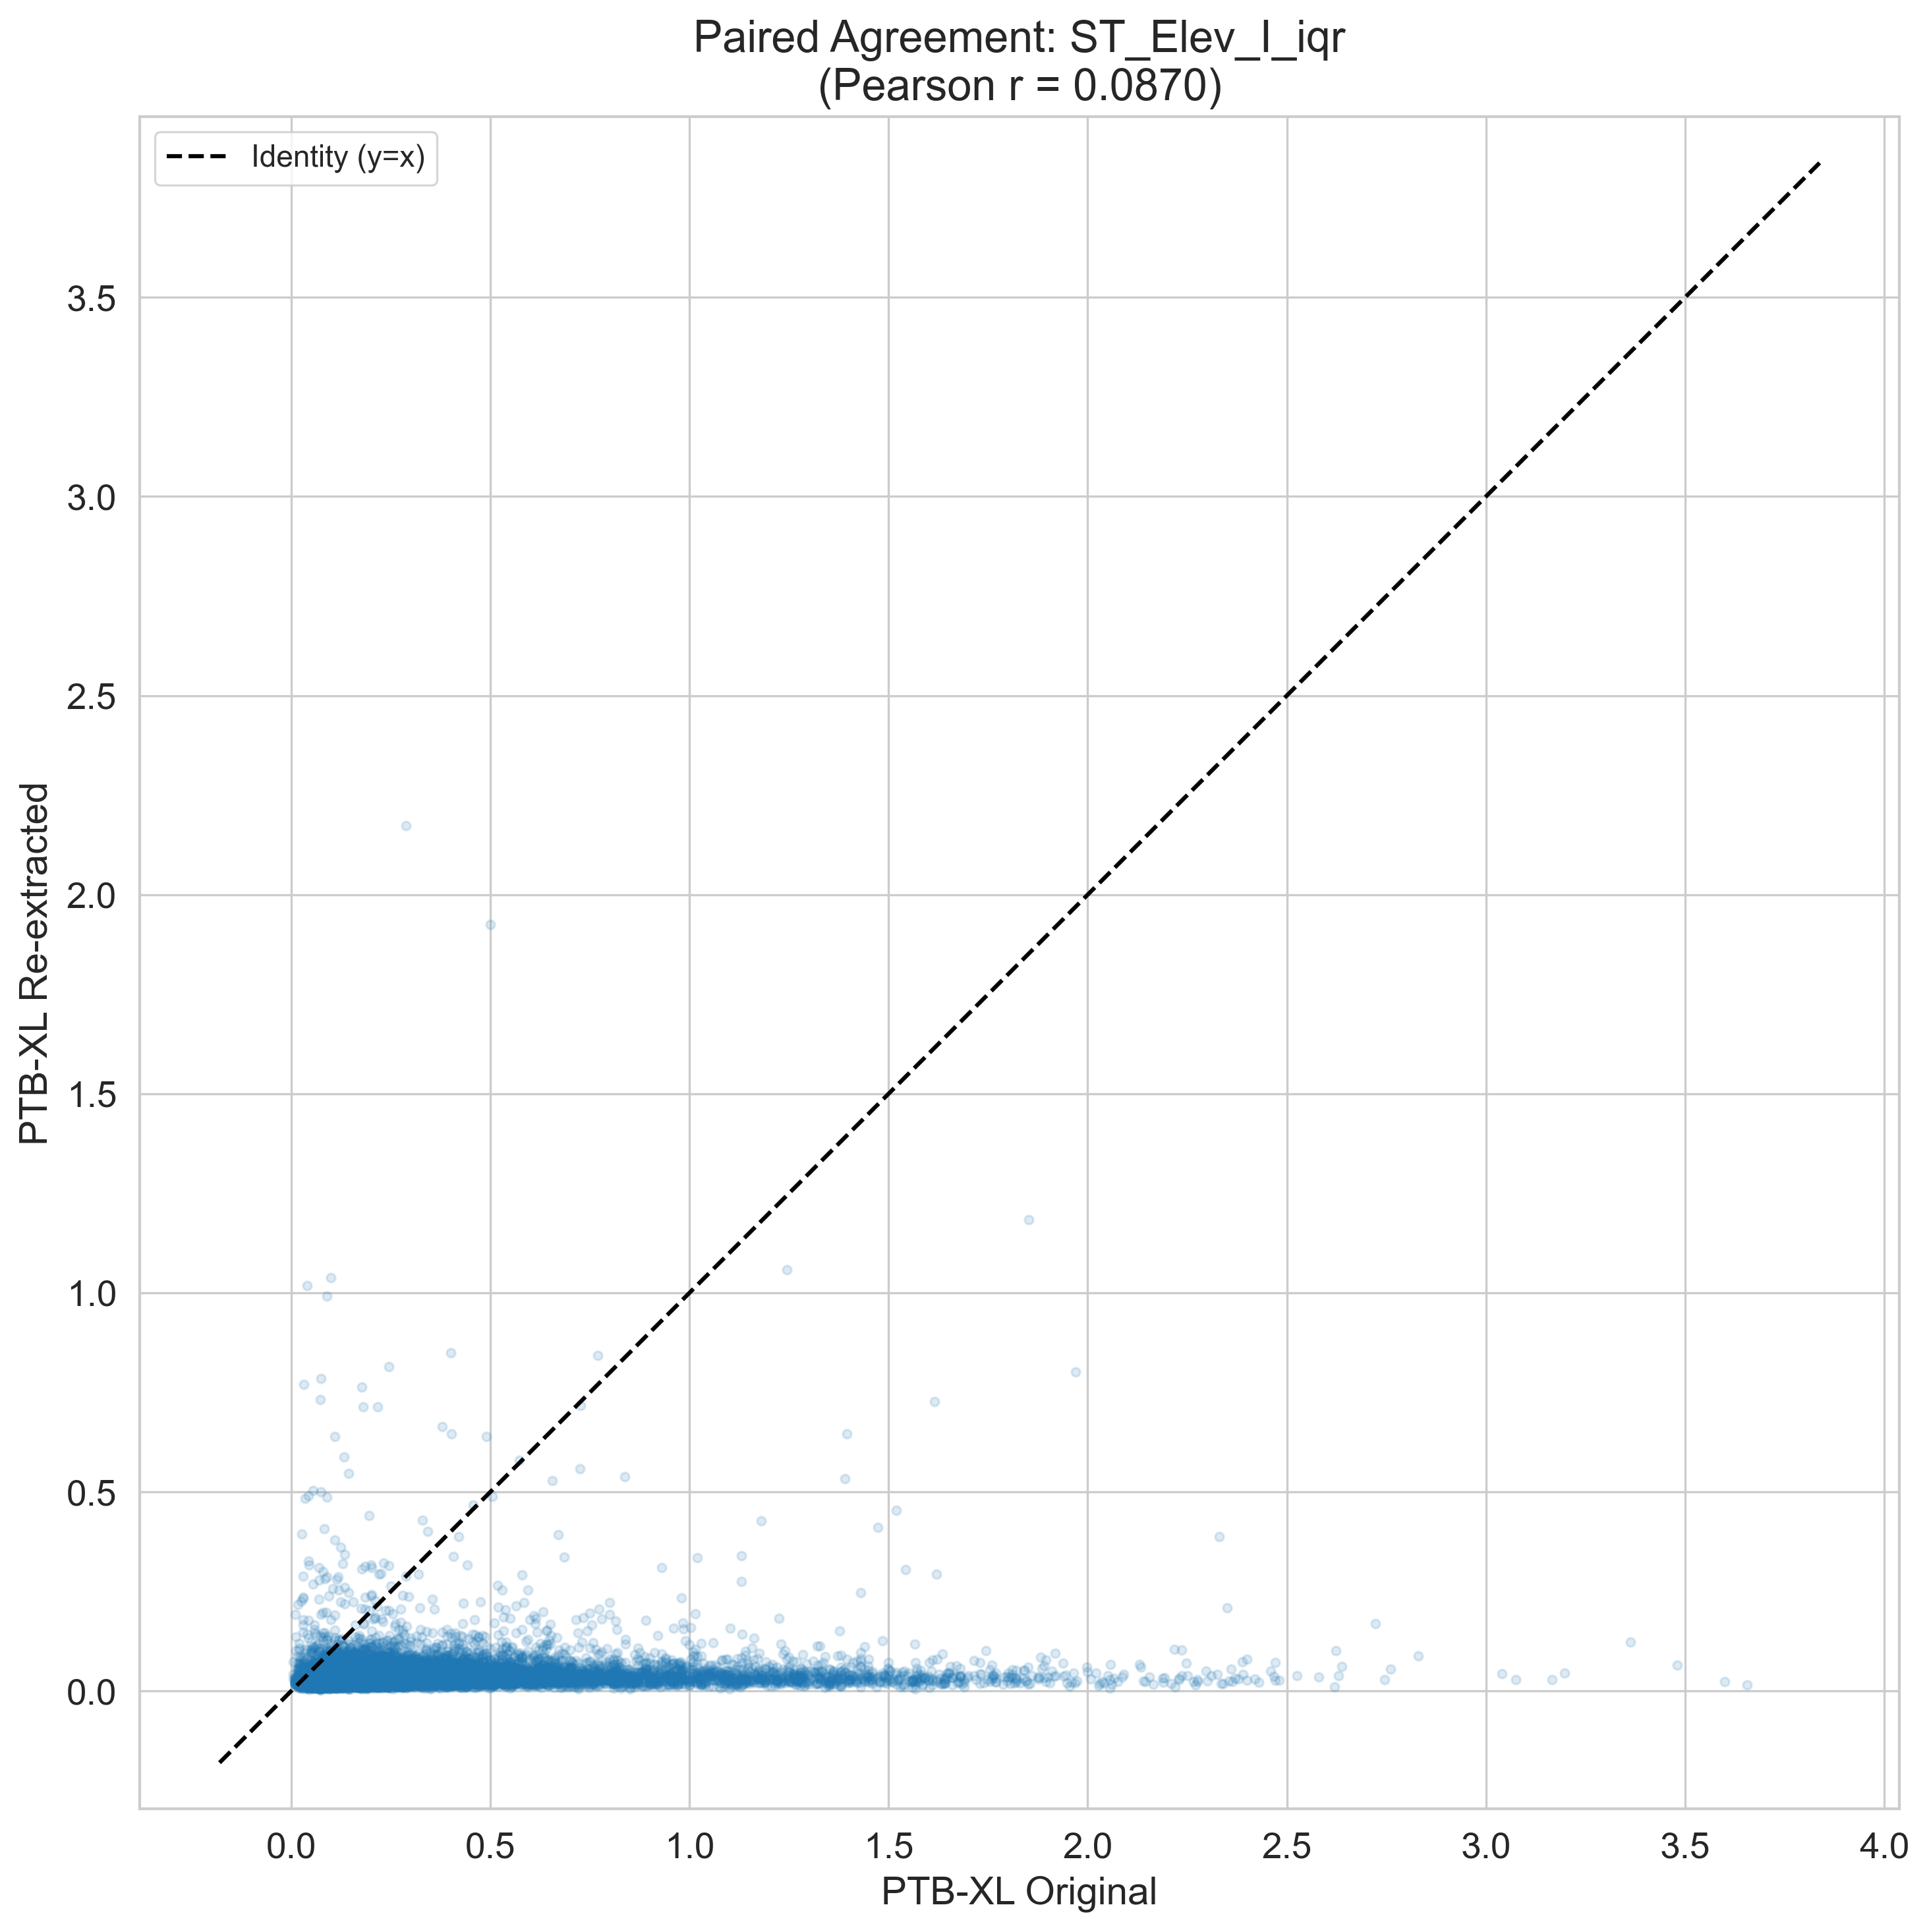 Paired Agreement: ST_Elev_I_iqr
(Pearson r = 0.0870)
Identity (y=x)
PTB-XL Re-extracted
3.5
3.0
2.5
2.0
1.5
1.0
0.5
0.0
0.0 0.5 1.0 1.5 2.0 2.5 3.0 3.5 4.0
PTB-XL Original